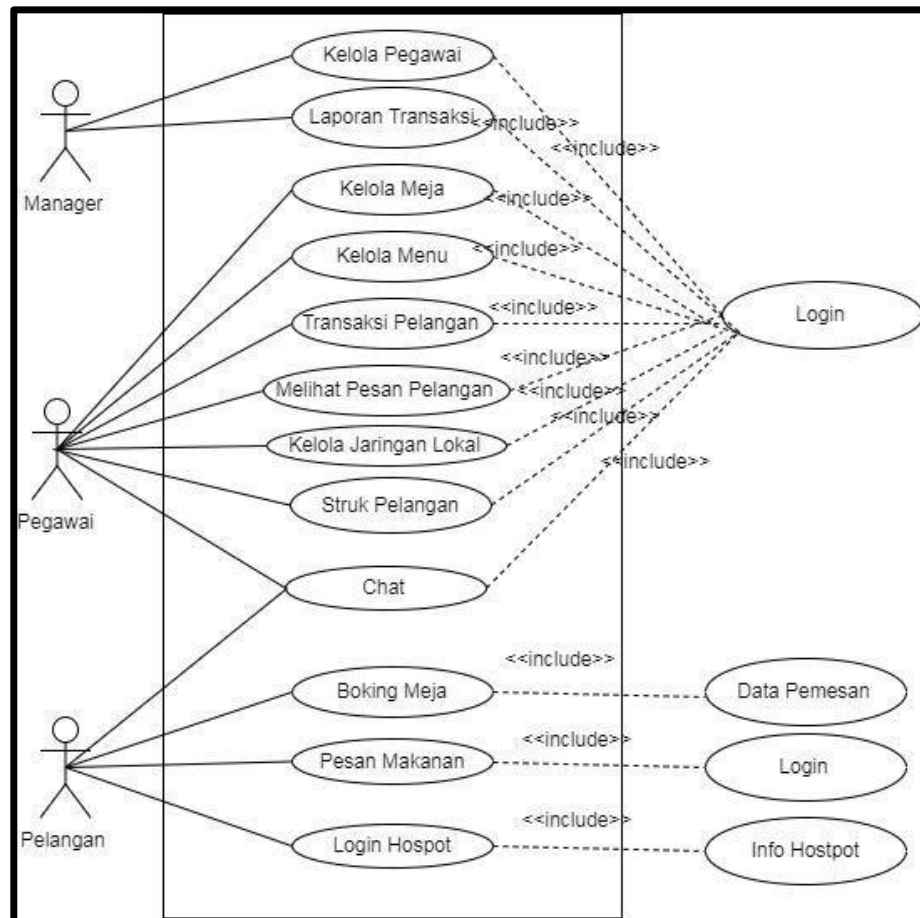 Kelola Pegawai
Laporan Transaksi
<<include>>
<<include>>
Manager
Kelola Meja
<<include>>
Kelola Menu
<<include>>
Transaksi Pelangan
<<include>>
Login
Melihat Pesan Pelangan
<<include>>
<<include>>
Kelola Jaringan Lokal
<<include>>
<<include>>
Struk Pelangan
Pegawai
Chat
<<include>>
Boking Meja
Data Pemesan
<<include>>
Pesan Makanan
Login
<<include>>
Pelangan
Login Hospot
Info Hostpot